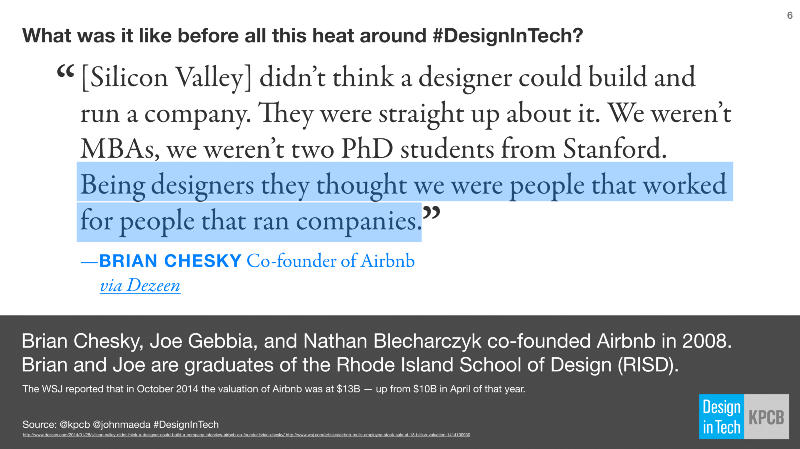 6
What was it like before all this heat around #DesignInTech?
“[Silicon Valley] didn’t think a designer could build and
run a company. They were straight up about it. We weren’t
MBAs, we weren’t two PhD students from Stanford.
Being designers they thought we were people that worked
for people that ran companies.”
—BRIAN CHESKY Co-founder of Airbnb
via Dezeen
Brian Chesky, Joe Gebbia, and Nathan Blecharczyk co-founded Airbnb in 2008.
Brian and Joe are graduates of the Rhode Island School of Design (RISD).
The WSJ reported that in October 2014 the valuation of Airbnb was at $13B — up from $10B in April of that year.
Source: @kpcb @johnmaeda #DesignInTech
Design
in Tech
KPCB